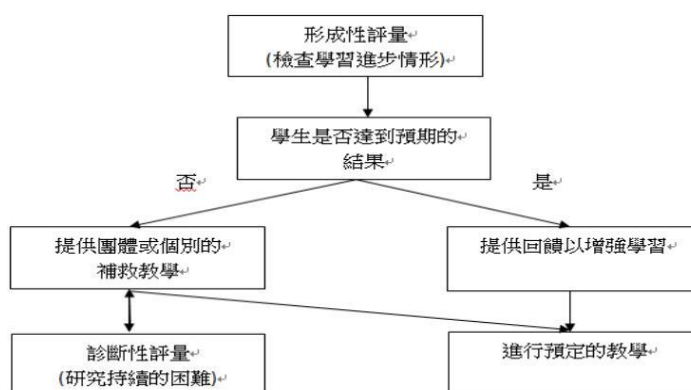 形成性評量
(檢查學習進步情形)
學生是否達到預期的
結果
否
是
提供團體或個別的
補救教學
提供回饋以增強學習
診斷性評量
(研究持續的困難)
進行預定的教學